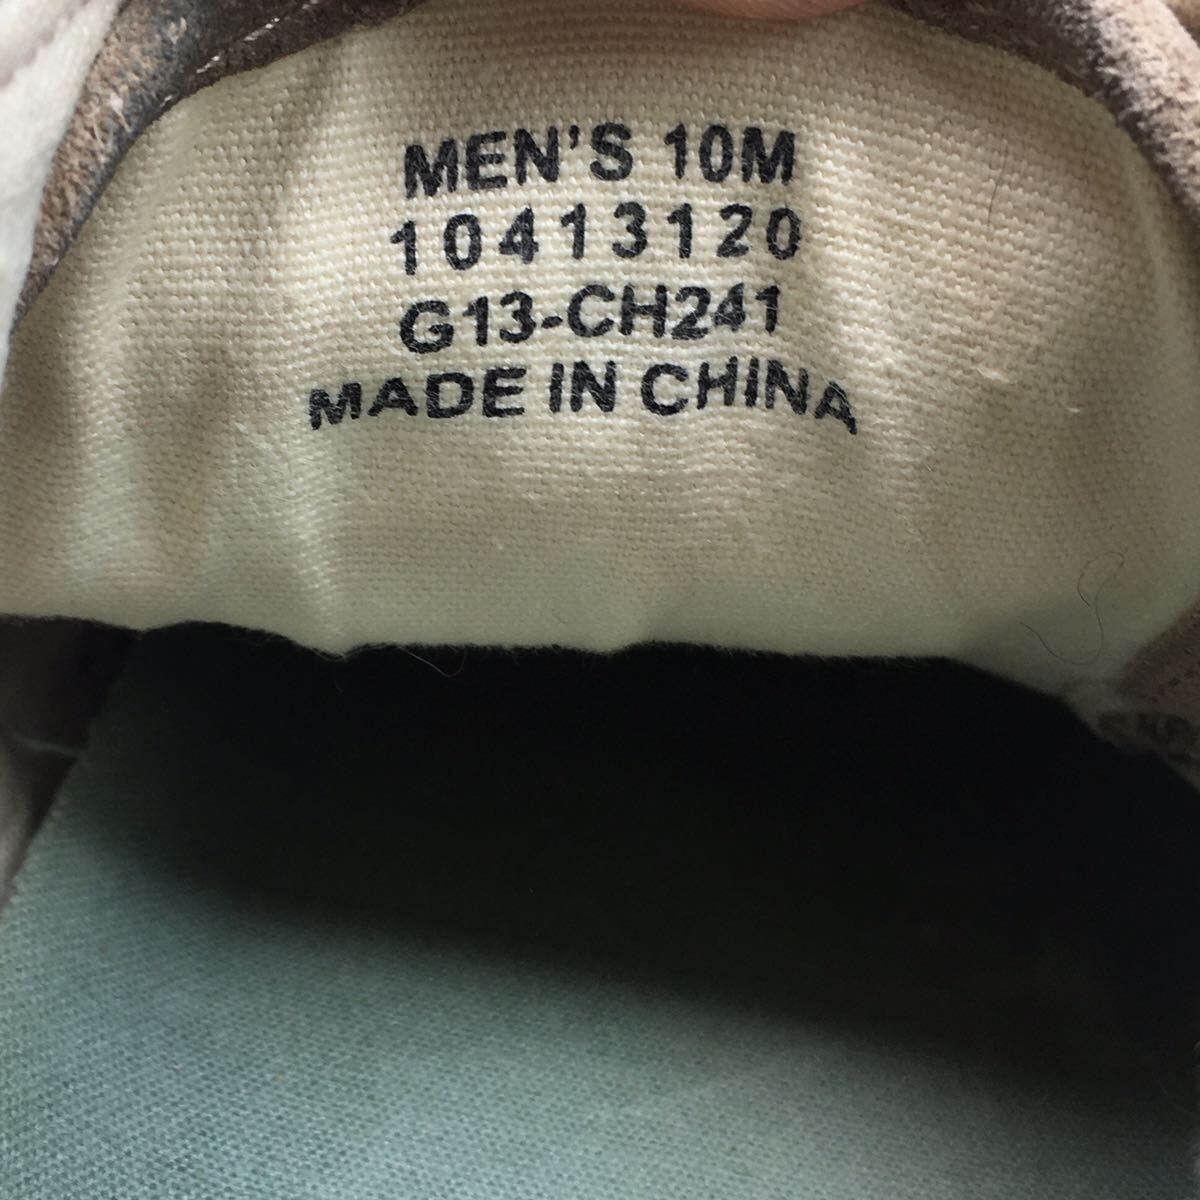 MEN'S 10M
10413120
G13-CH241
MADE IN CHINA